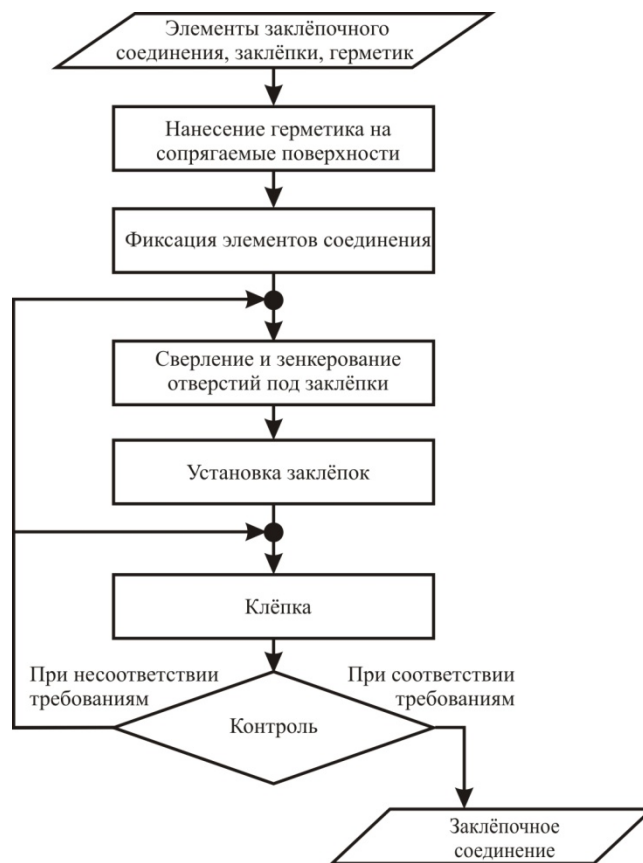 Элементы заклёпочного
соединения, заклёпки, герметик
Нанесение герметика на
сопрягаемые поверхности
Фиксация элементов соединения
Сверление и зенкерование
отверстий под заклёпки
Установка заклёпок
Клёпка
При несоответствии
требованиям
При соответствии
требованиям
Контроль
Заклёпочное
соединение